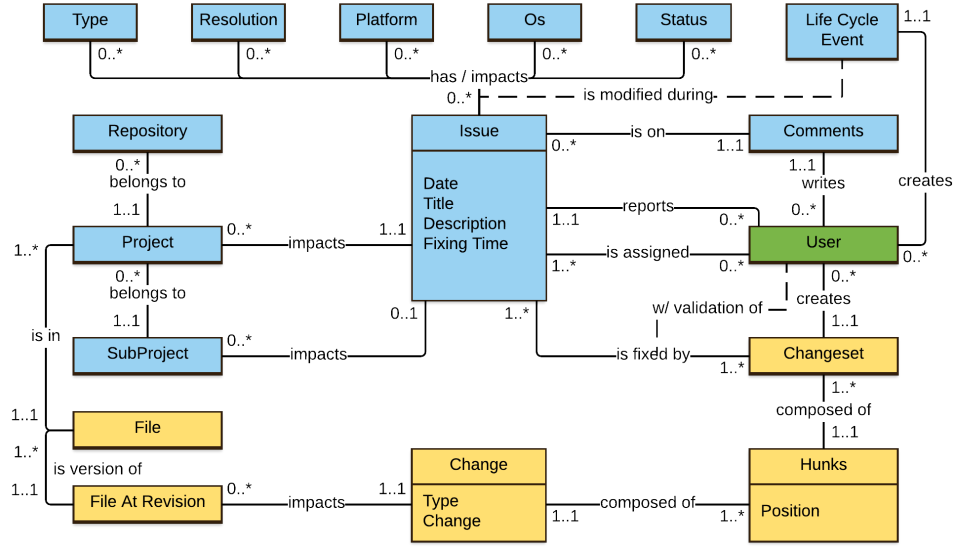 Type
Resolution
Platform
Os
Status
Life Cycle
Event
1..1
0..*
0..*
0..*
0..*
0..*
has / impacts
0..*
is modified during
Repository
Issue
Comments
is on
0..*
1..1
0..*
belongs to
1..1
Date
Title
Description
Fixing Time
1..1
writes
0..*
creates
reports
1..1
0..*
Project
0..*
impacts
1..1
User
1..*
is assigned
1..*
0..*
0..*
0..*
belongs to
1..1
0..*
creates
1..1
w/ validation of
0..1
1..*
is in
SubProject
0..*
impacts
is fixed by
1..*
Changeset
1..*
composed of
1..1
1..1
File
1..*
is version of
1..1
File At Revision
0..*
impacts
1..1
Change
Type
Change
composed of
1..1
1..*
Hunks
Position